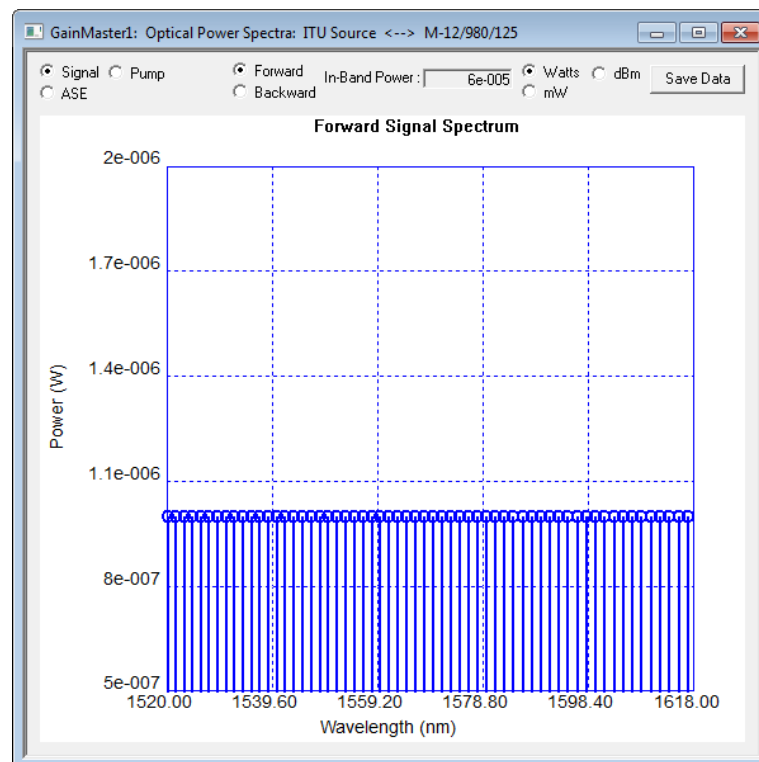 GainMaster1: Optical Power Spectra: ITU Source <--> M-12/980/125
Signal Pump Forward In-Band Power : 6e-005 Watts dBm Save Data
ASE Backward mW
Forward Signal Spectrum
2e-006
1.7e-006
1.4e-006
Power (W)
1.1e-006
8e-007
5e-007
1520.00 1539.60 1559.20 1578.80 1598.40 1618.00
Wavelength (nm)